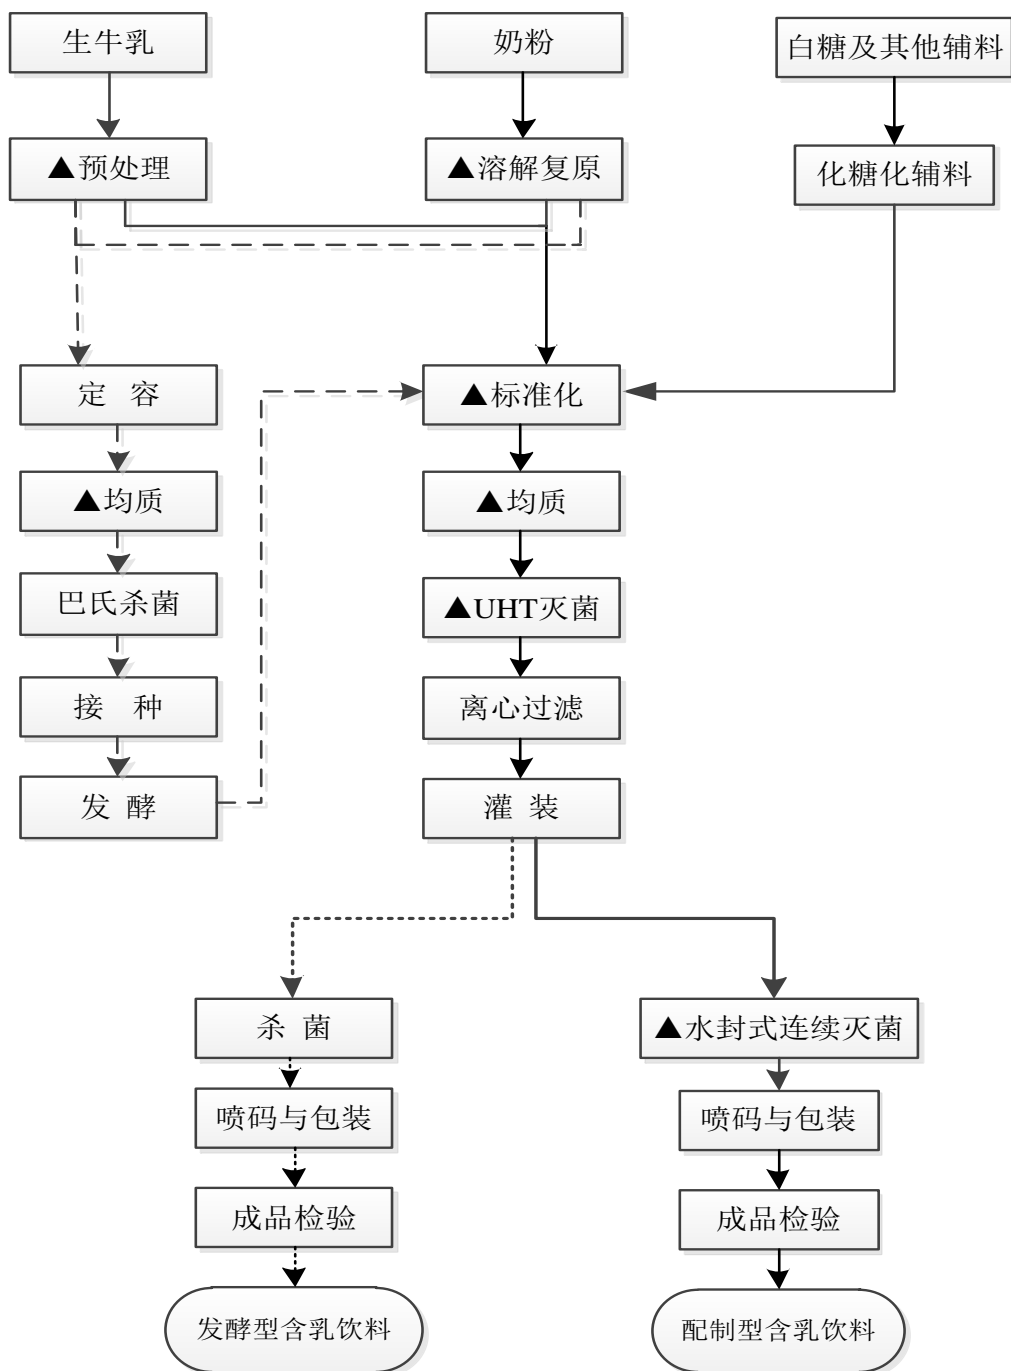 生牛乳
奶粉
白糖及其他辅料
▲预处理
▲溶解复原
化糖化辅料
定 容
▲标准化
▲均质
▲均质
巴氏杀菌
▲UHT灭菌
接 种
离心过滤
发 酵
灌 装
杀 菌
▲水封式连续灭菌
喷码与包装
喷码与包装
成品检验
成品检验
发酵型含乳饮料
配制型含乳饮料